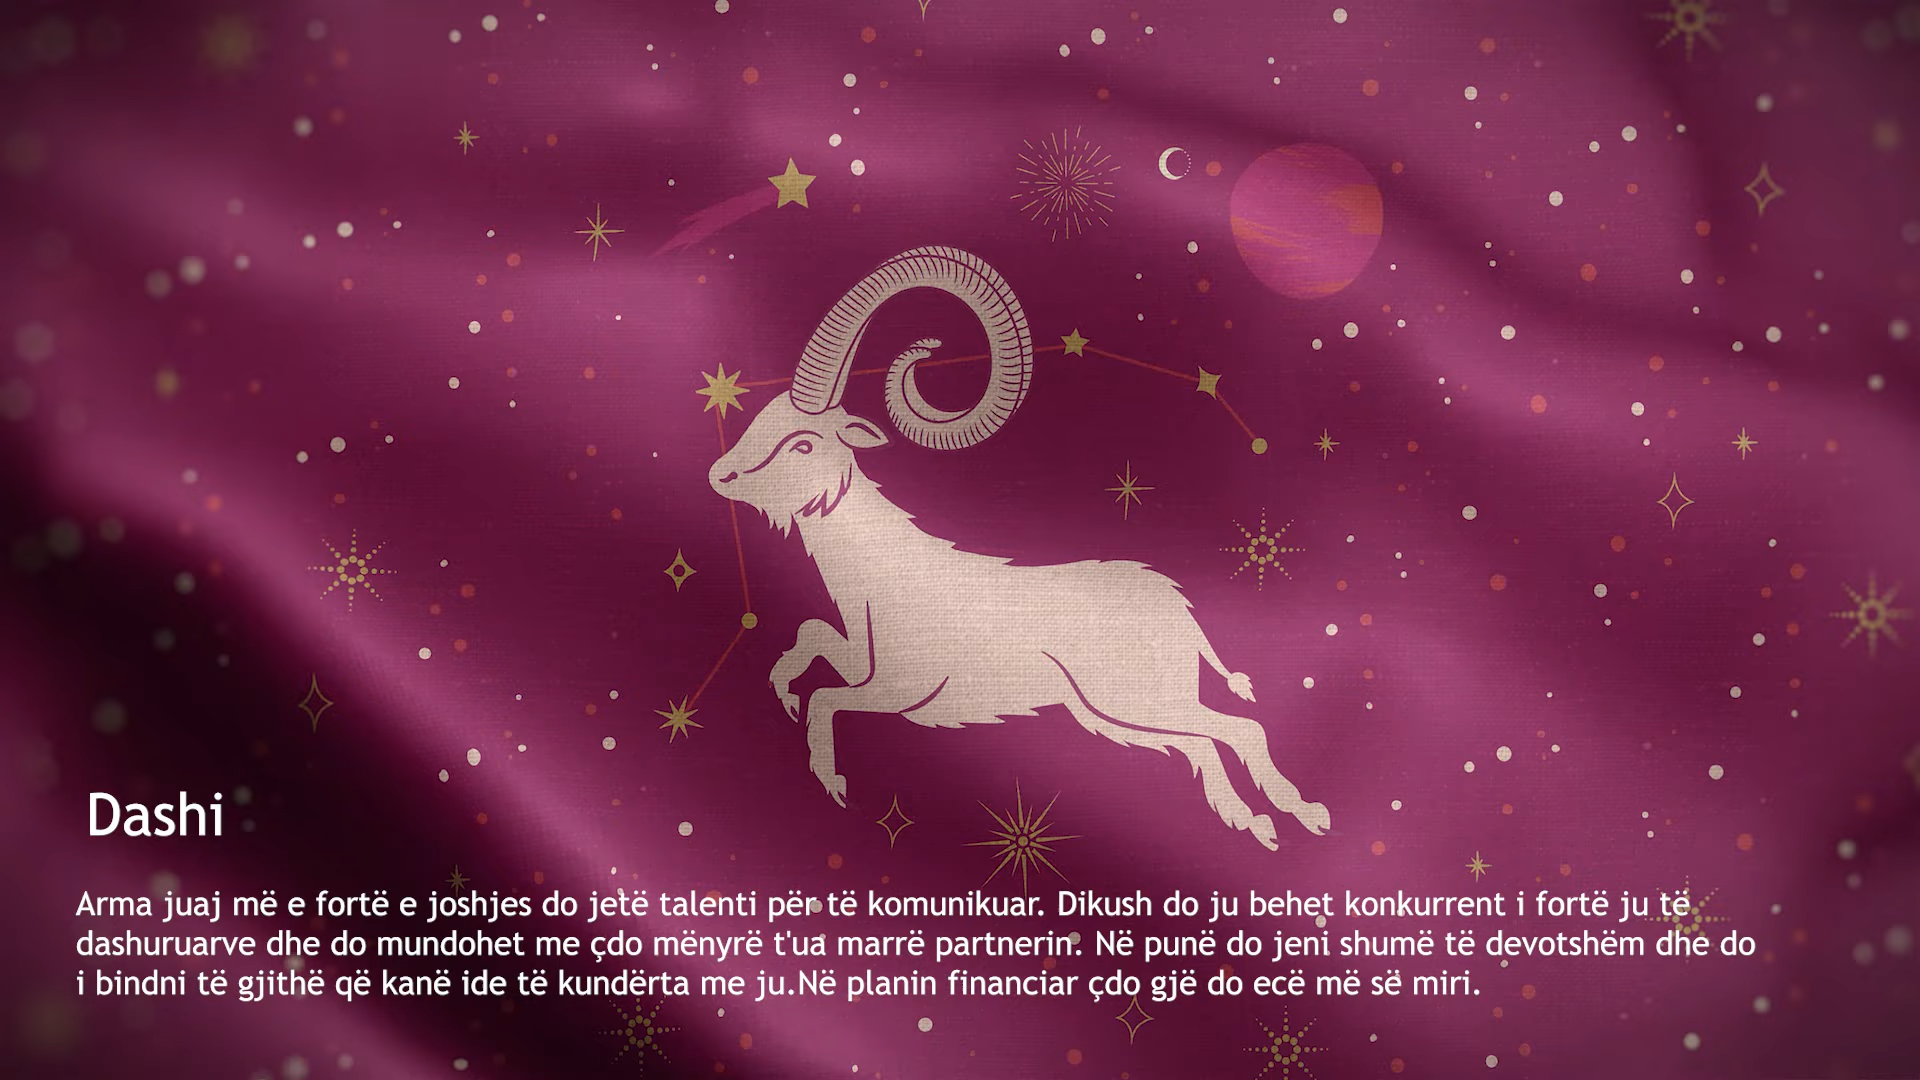 Dashi
Arma juaj më e fortë e joshjes do jetë talenti për të komunikuar. Dikush do ju behet konkurrent i fortë ju të
dashuruarve dhe do mundohet me çdo mënyrë t'ua marrë partnerin. Në punë do jeni shumë të devotshëm dhe do
i bindni të gjithë që kanë ide të kundërta me ju.Në planin financiar çdo gjë do ecë më së miri.